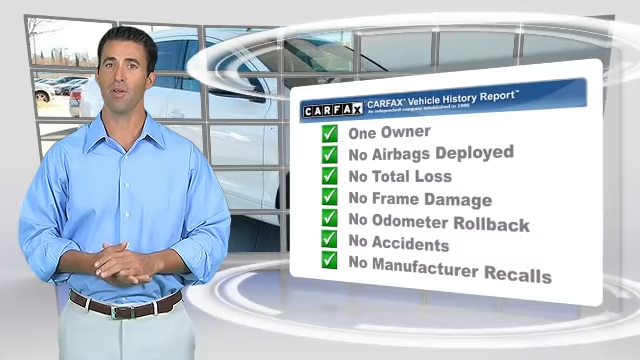 CARFAX CARFAX® Vehicle History Report™
An independent company established in 1986
One Owner
No Airbags Deployed
No Total Loss
No Frame Damage
No Odometer Rollback
No Accidents
No Manufacturer Recalls